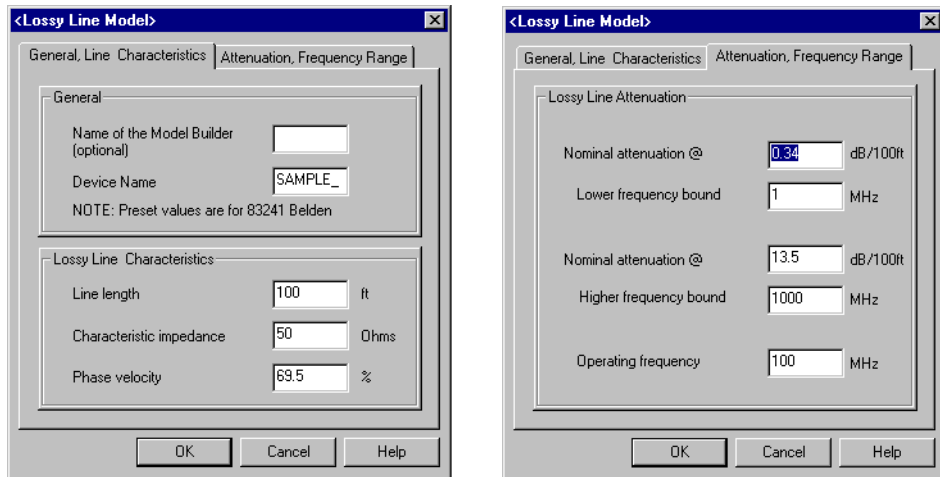 <Lossy Line Model>
General, Line Characteristics
Attenuation, Frequency Range
General
Name of the Model Builder
(optional)
Device Name
SAMPLE_
NOTE: Preset values are for 83241 Belden
Lossy Line Characteristics
Line length
100
ft
Characteristic impedance
50
Ohms
Phase velocity
69.5
%
OK
Cancel
Help
<Lossy Line Model>
General, Line Characteristics
Attenuation, Frequency Range
Lossy Line Attenuation
Nominal attenuation @
0.34
dB/100ft
Lower frequency bound
1
MHz
Nominal attenuation @
13.5
dB/100ft
Higher frequency bound
1000
MHz
Operating frequency
100
MHz
OK
Cancel
Help